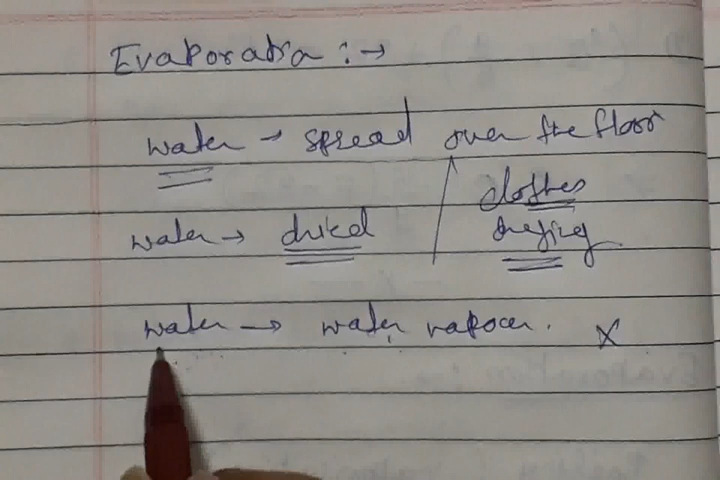 Evaporation :→
water → spread over the floor
water → dried
clothes
drying
water → water vapour. X